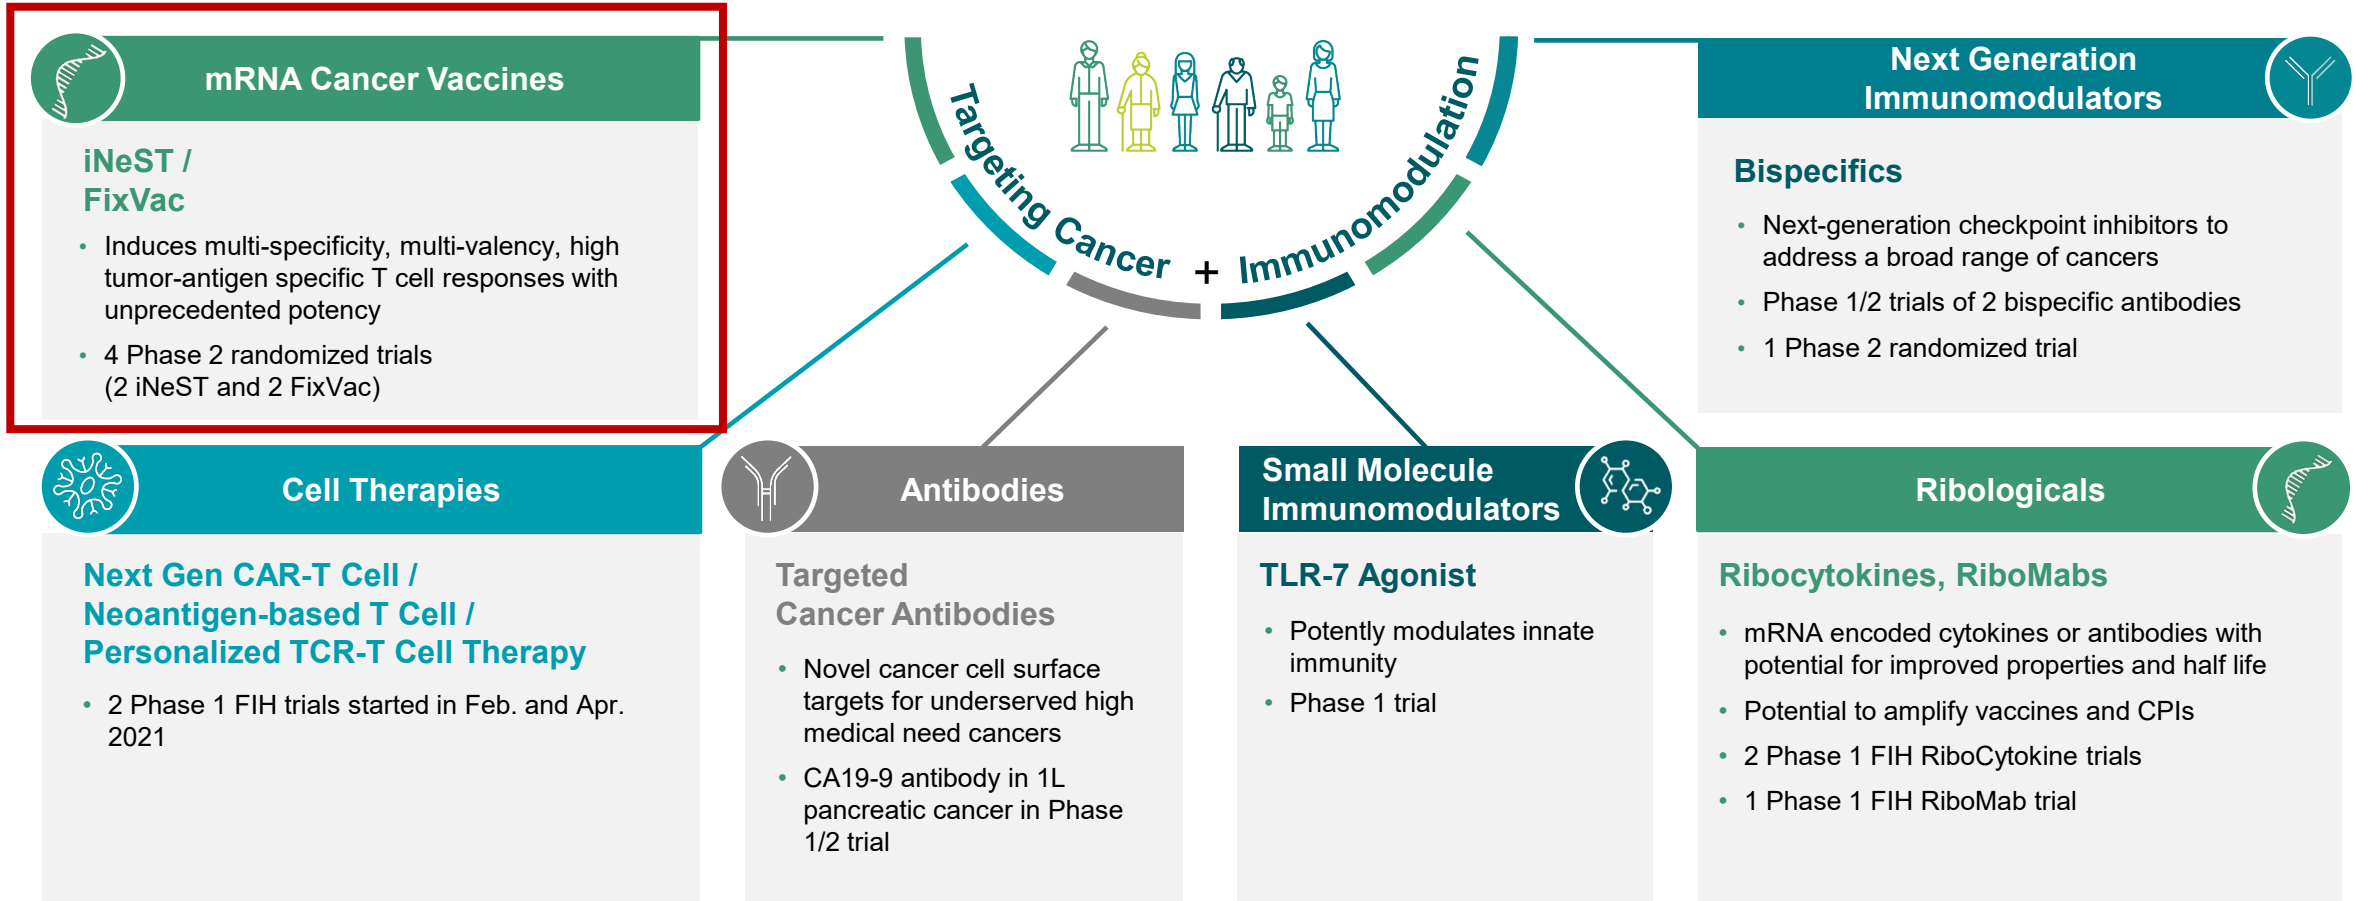 mRNA Cancer Vaccines
iNeST /
FixVac
• Induces multi-specificity, multi-valency, high
tumor-antigen specific T cell responses with
unprecedented potency
• 4 Phase 2 randomized trials
(2 iNeST and 2 FixVac)
Targeting Cancer + Immunomodulation
Next Generation
Immunomodulators
Bispecifics
• Next-generation checkpoint inhibitors to
address a broad range of cancers
• Phase 1/2 trials of 2 bispecific antibodies
• 1 Phase 2 randomized trial
Cell Therapies
Next Gen CAR-T Cell /
Neoantigen-based T Cell /
Personalized TCR-T Cell Therapy
• 2 Phase 1 FIH trials started in Feb. and Apr.
2021
Antibodies
Targeted
Cancer Antibodies
• Novel cancer cell surface
targets for underserved high
medical need cancers
• CA19-9 antibody in 1L
pancreatic cancer in Phase
1/2 trial
Small Molecule
Immunomodulators
TLR-7 Agonist
• Potently modulates innate
immunity
• Phase 1 trial
Ribologicals
Ribocytokines, RiboMabs
• mRNA encoded cytokines or antibodies with
potential for improved properties and half life
• Potential to amplify vaccines and CPIs
• 2 Phase 1 FIH RiboCytokine trials
• 1 Phase 1 FIH RiboMab trial